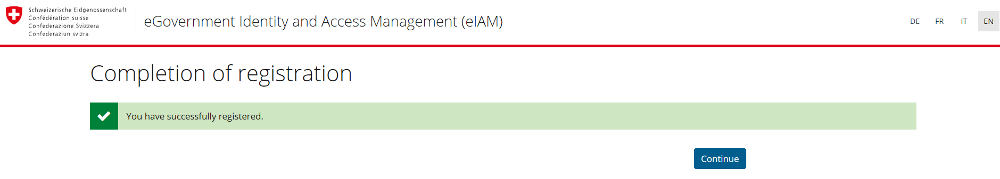 Schweizerische Eidgenossenschaft
Confédération suisse
Confederazione Svizzera
Confederaziun svizra
eGovernment Identity and Access Management (eIAM)
DE FR IT EN
Completion of registration
You have successfully registered.
Continue